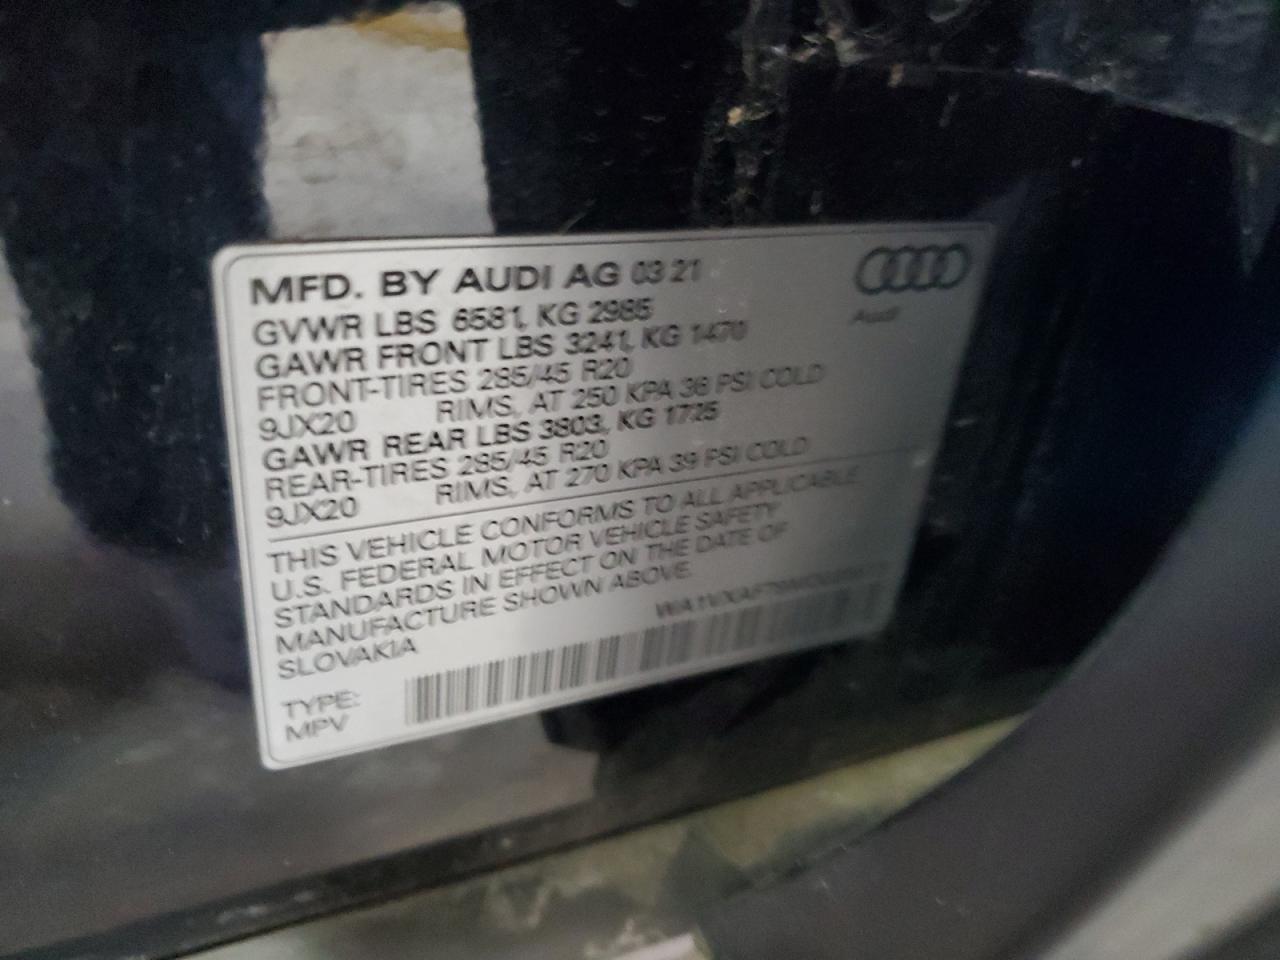 MFD. BY AUDI AG 03 21
Audi
GVWR LBS 6581, KG 2985
GAWR FRONT LBS 3241, KG 1470
FRONT-TIRES 285/45 R20
9JX20 RIMS, AT 250 KPA 36 PSI COLD
GAWR REAR LBS 3803, KG 1725
REAR-TIRES 285/45 R20
9JX20 RIMS, AT 270 KPA 39 PSI COLD
THIS VEHICLE CONFORMS TO ALL APPLICABLE
U.S. FEDERAL MOTOR VEHICLE SAFETY
STANDARDS IN EFFECT ON THE DATE OF
MANUFACTURE SHOWN ABOVE.
SLOVAKIA
TYPE:
MPV